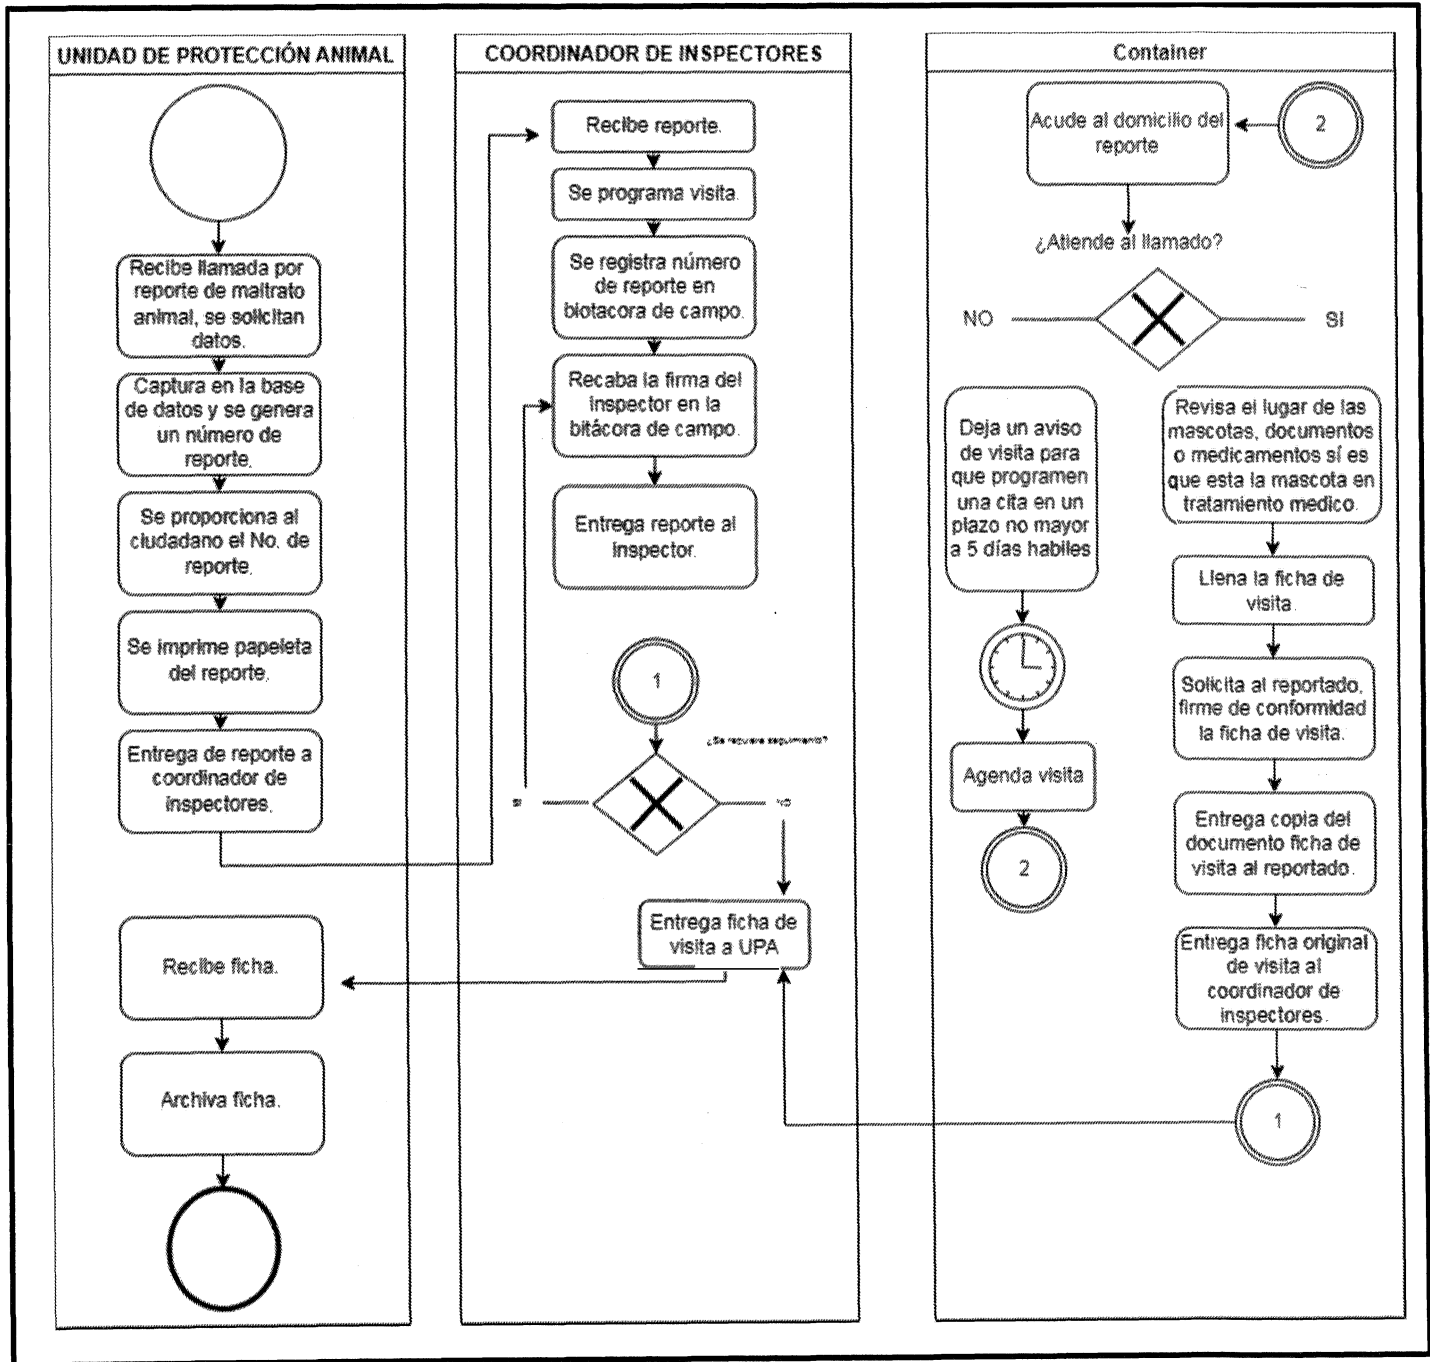 UNIDAD DE PROTECCIÓN ANIMAL
Recibe llamada por
reporte de maltrato
animal, se solicitan
datos.
Captura en la base
de datos y se genera
un número de
reporte.
Se proporciona al
ciudadano el No. de
reporte.
Se imprime papeleta
del reporte.
Entrega de reporte a
coordinador de
inspectores.
Recibe ficha.
Archiva ficha.
COORDINADOR DE INSPECTORES
Recibe reporte.
Se programa visita.
Se registra número
de reporte en
biotacora de campo.
Recaba la firma del
inspector en la
bitácora de campo.
Entrega reporte al
inspector.
1
¿Se requiere seguimiento?
SI
NO
Entrega ficha de
visita a UPA
Container
Acude al domicilio del
reporte
2
¿Atiende al llamado?
NO
SI
Deja un aviso
de visita para
que programen
una cita en un
plazo no mayor
a 5 días habiles
Agenda visita
2
Revisa el lugar de las
mascotas, documentos
o medicamentos sí es
que esta la mascota en
tratamiento medico.
Llena la ficha de
visita.
Solicita al reportado,
firme de conformidad
la ficha de visita.
Entrega copia del
documento ficha de
visita al reportado.
Entrega ficha original
de visita al
coordinador de
inspectores.
1